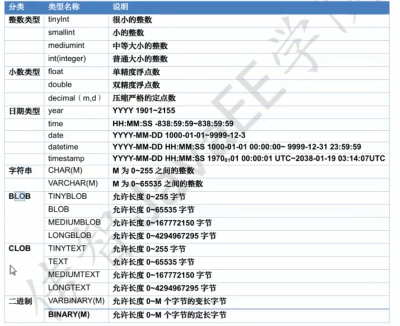 分类 类型名称 说明
整数类型 tinyInt 很小的整数
smallint 小的整数
mediumint 中等大小的整数
int(integer) 普通大小的整数
小数类型 float 单精度浮点数
double 双精度浮点数
decimal (m,d) 压缩严格的定点数
日期类型 year YYYY 1901~2155
time HH:MM:SS -838:59:59~838:59:59
date YYYY-MM-DD 1000-01-01~9999-12-3
datetime YYYY-MM-DD HH:MM:SS 1000-01-01 00:00:00~ 9999-12-31 23:59:59
timestamp YYYY-MM-DD HH:MM:SS 1970-01-01 00:00:01 UTC~2038-01-19 03:14:07UTC
字符串 CHAR(M) M 为 0~255 之间的整数
VARCHAR(M) M 为 0~65535 之间的整数
BLOB TINYBLOB 允许长度 0~255 字节
BLOB 允许长度 0~65535 字节
MEDIUMBLOB 允许长度 0~167772150 字节
LONGBLOB 允许长度 0~4294967295 字节
CLOB TINYTEXT 允许长度 0~255 字节
TEXT 允许长度 0~65535 字节
MEDIUMTEXT 允许长度 0~167772150 字节
LONGTEXT 允许长度 0~4294967295 字节
二进制 VARBINARY(M) 允许长度 0~M 个字节的变长字节
BINARY(M) 允许长度 0~M 个字节的定长字节